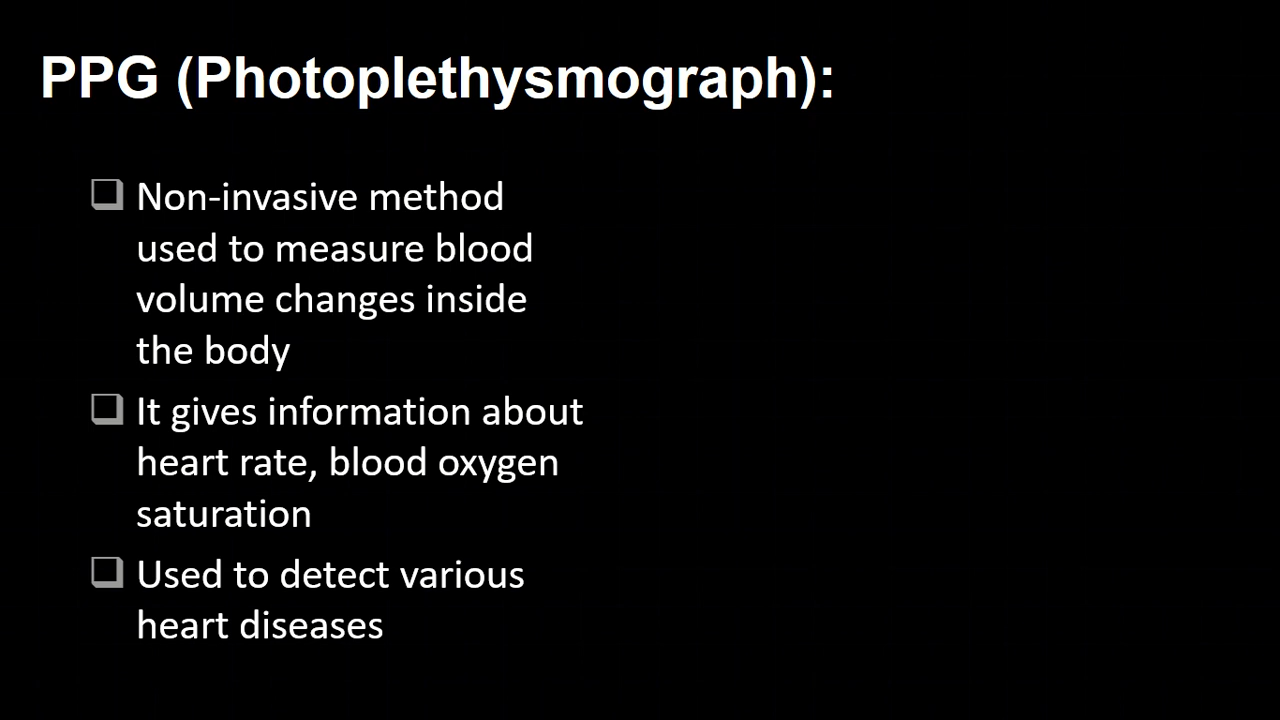 PPG (Photoplethysmograph):
Non-invasive method
used to measure blood
volume changes inside
the body
It gives information about
heart rate, blood oxygen
saturation
Used to detect various
heart diseases